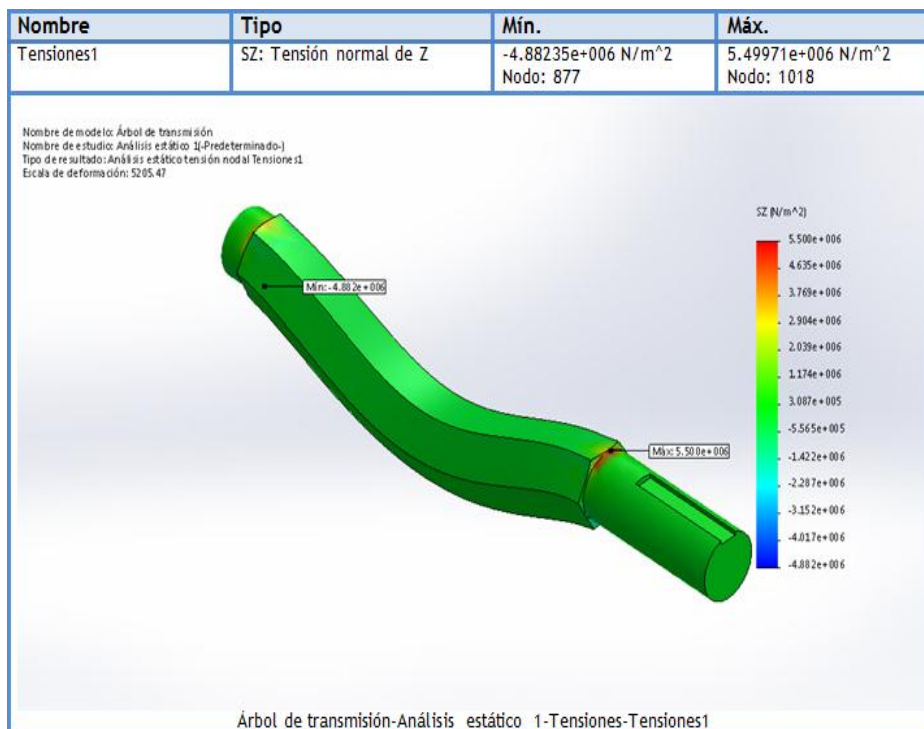 Nombre Tipo Mín. Máx.
Tensiones1 SZ: Tensión normal de Z -4.88235e+006 N/m^2 5.49971e+006 N/m^2
Nodo: 877 Nodo: 1018
Nombre de modelo: Árbol de transmisión
Nombre de estudio: Análisis estático 1(-Predeterminado-)
Tipo de resultado: Análisis estático tensión nodal Tensiones1
Escala de deformación: 5205.47
SZ (N/m^2)
5.500e+006
4.635e+006
3.769e+006
2.904e+006
2.039e+006
1.174e+006
3.087e+005
-5.565e+005
-1.422e+006
-2.287e+006
-3.152e+006
-4.017e+006
-4.882e+006
Mín: -4.882e+006
Máx: 5.500e+006
Árbol de transmisión-Análisis estático 1-Tensiones-Tensiones1